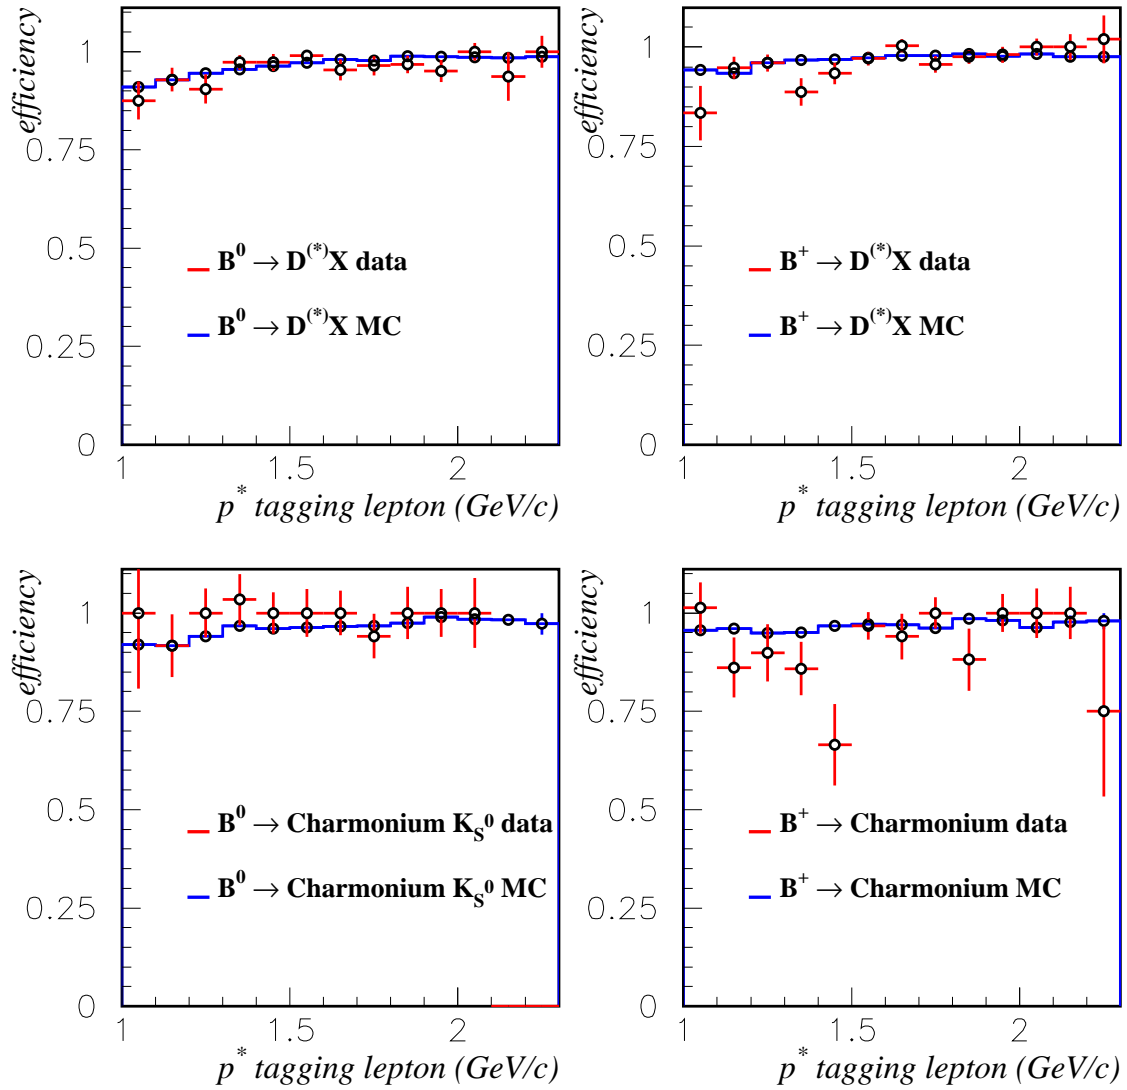 efficiency
1
0.75
0.5
0.25
0
B⁰ → D⁽*⁾X data
B⁰ → D⁽*⁾X MC
1 1.5 2
p* tagging lepton (GeV/c)
efficiency
1
0.75
0.5
0.25
0
B⁺ → D⁽*⁾X data
B⁺ → D⁽*⁾X MC
1 1.5 2
p* tagging lepton (GeV/c)
efficiency
1
0.75
0.5
0.25
0
B⁰ → Charmonium K_S⁰ data
B⁰ → Charmonium K_S⁰ MC
1 1.5 2
p* tagging lepton (GeV/c)
efficiency
1
0.75
0.5
0.25
0
B⁺ → Charmonium data
B⁺ → Charmonium MC
1 1.5 2
p* tagging lepton (GeV/c)